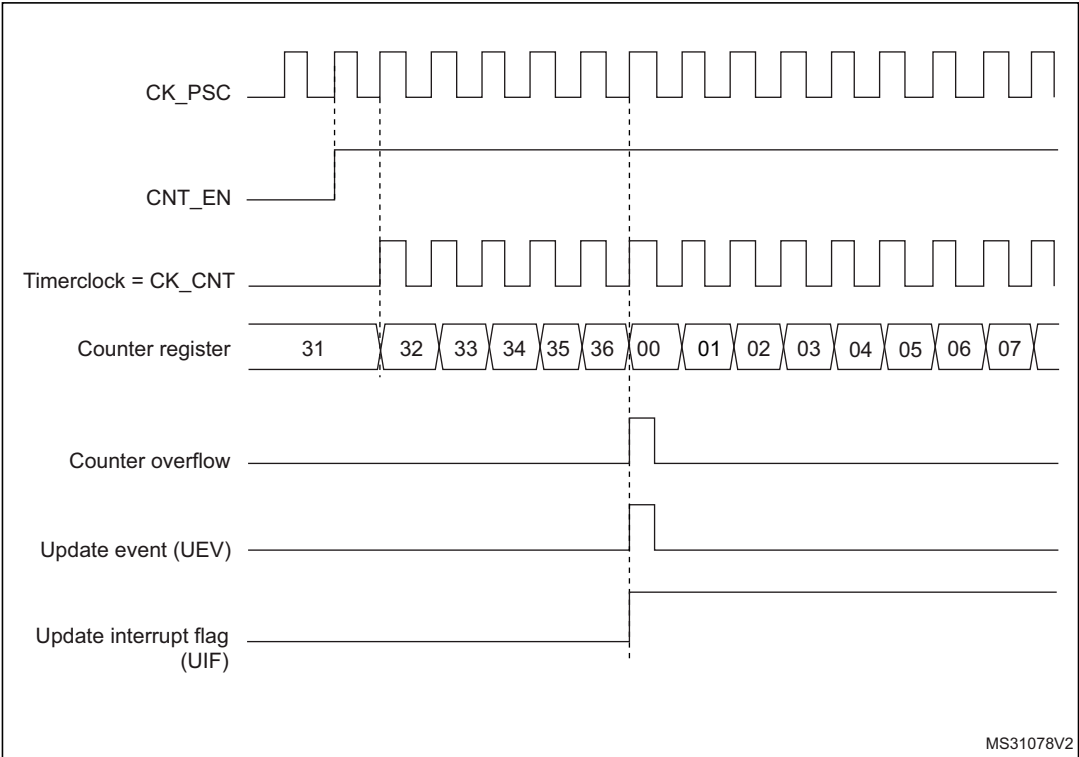 CK_PSC
CNT_EN
Timerclock = CK_CNT
Counter register 31 32 33 34 35 36 00 01 02 03 04 05 06 07
Counter overflow
Update event (UEV)
Update interrupt flag
(UIF)
MS31078V2